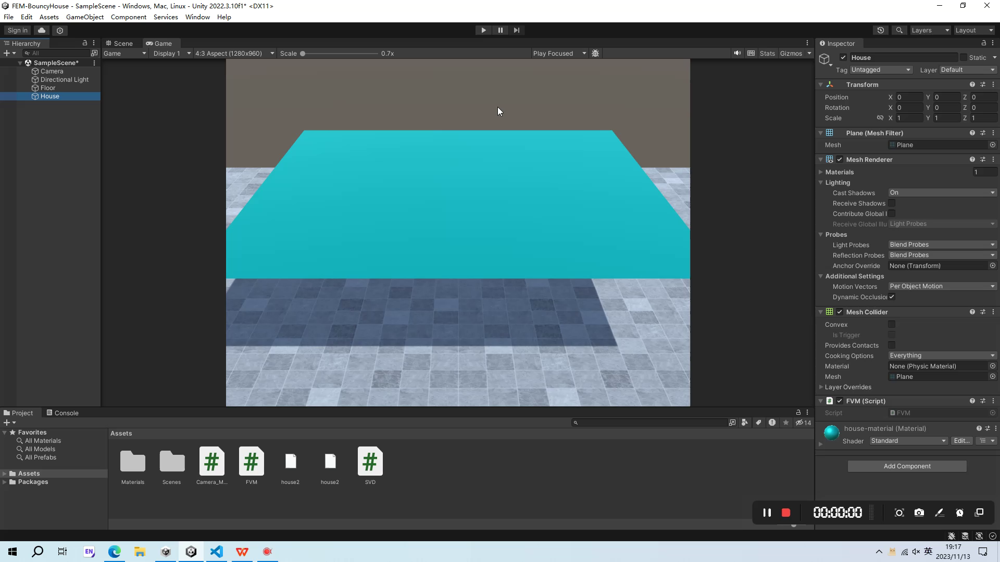 FEM-BouncyHouse - SampleScene - Windows, Mac, Linux - Unity 2022.3.10f1* <DX11>
File Edit Assets GameObject Component Services Window Help
Sign in
Layers Layout
Hierarchy
All
SampleScene*
Camera
Directional Light
Floor
House
Scene Game
Game Display 1 4:3 Aspect (1280x960) Scale 0.7x Play Focused Stats Gizmos
Inspector
House Static
Tag Untagged Layer Default
Transform
Position X 0 Y 0 Z 0
Rotation X 0 Y 0 Z 0
Scale X 1 Y 1 Z 1
Plane (Mesh Filter)
Mesh Plane
Mesh Renderer
Materials 1
Lighting
Cast Shadows On
Receive Shadows
Contribute Global I
Receive Global Illu Light Probes
Probes
Light Probes Blend Probes
Reflection Probes Blend Probes
Anchor Override None (Transform)
Additional Settings
Motion Vectors Per Object Motion
Dynamic Occlusion
Mesh Collider
Convex
Is Trigger
Provides Contacts
Cooking Options Everything
Material None (Physic Material)
Mesh Plane
Layer Overrides
FVM (Script)
Script FVM
house-material (Material)
Shader Standard Edit...
Add Component
Project Console
14
Favorites
All Materials
All Models
All Prefabs
Assets
Packages
Assets
Materials Scenes Camera_M... FVM house2 house2 SVD
00:00:00
EN
英
19:17
2023/11/13